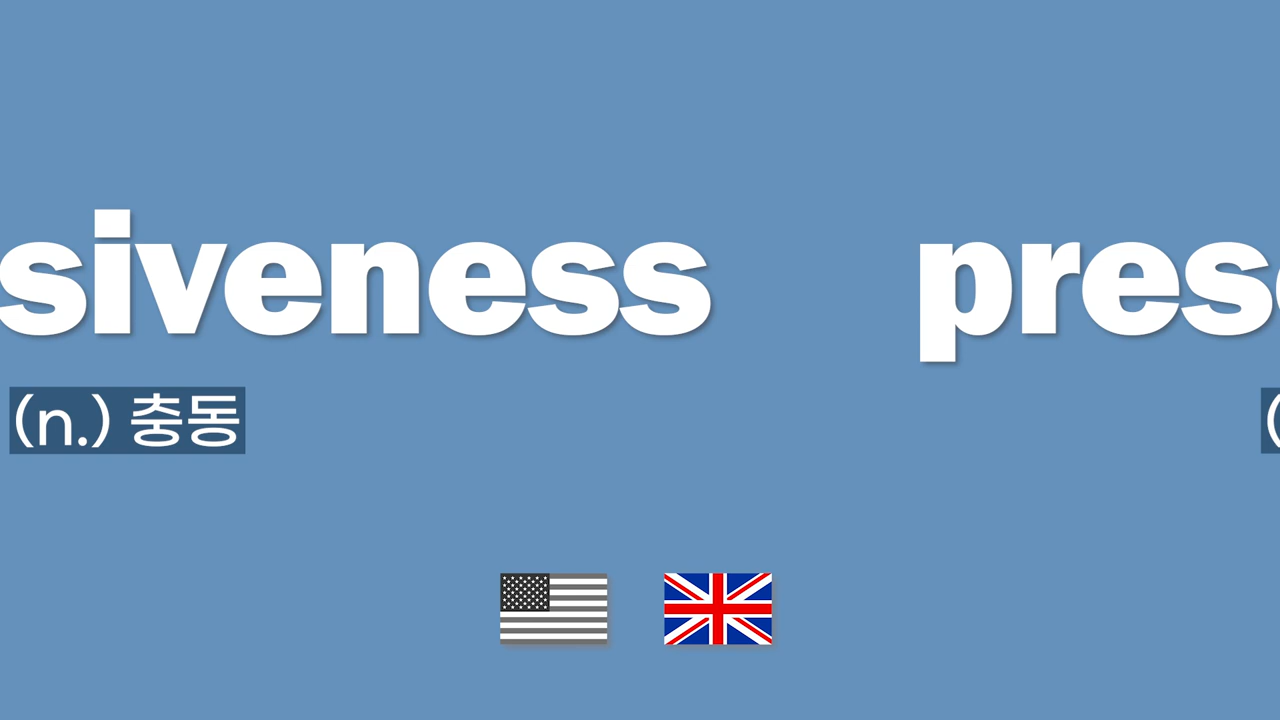 siveness pres
(n.) 충동 (